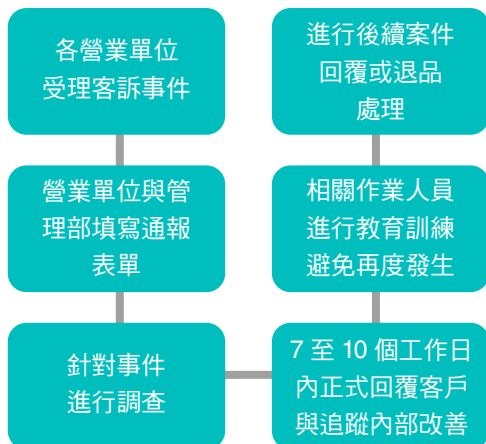 各營業單位
受理客訴事件
營業單位與管
理部填寫通報
表單
針對事件
進行調查
7 至 10 個工作日
內正式回覆客戶
與追蹤內部改善
相關作業人員
進行教育訓練
避免再度發生
進行後續案件
回覆或退品
處理